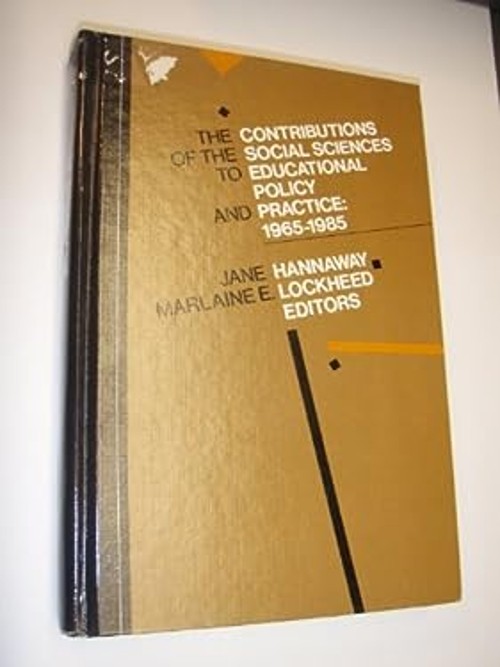 THE CONTRIBUTIONS
OF THE SOCIAL SCIENCES
TO EDUCATIONAL
POLICY
AND PRACTICE:
1965-1985
JANE HANNAWAY
MARLAINE E. LOCKHEED
EDITORS